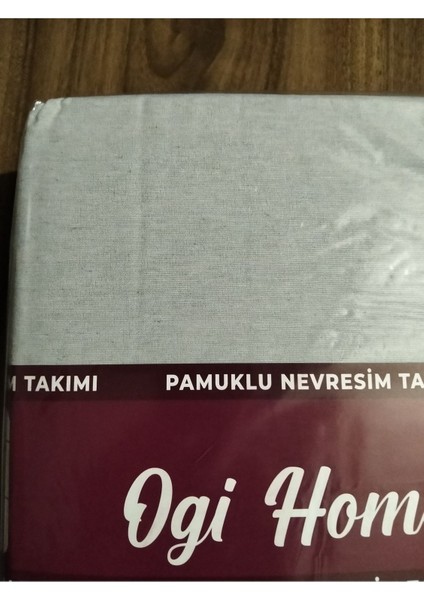 M TAKIMI PAMUKLU NEVRESİM TA
Ogi Hom